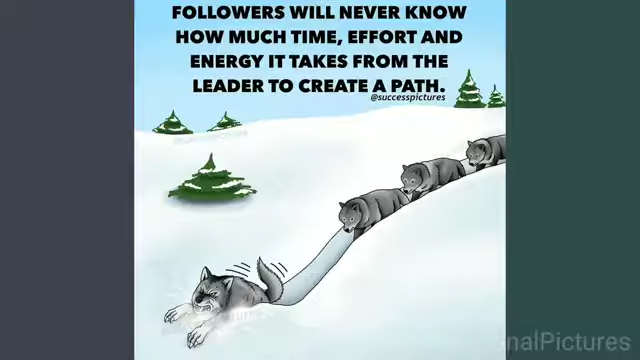 FOLLOWERS WILL NEVER KNOW
HOW MUCH TIME, EFFORT AND
ENERGY IT TAKES FROM THE
LEADER TO CREATE A PATH.
@successpictures
nalPictures